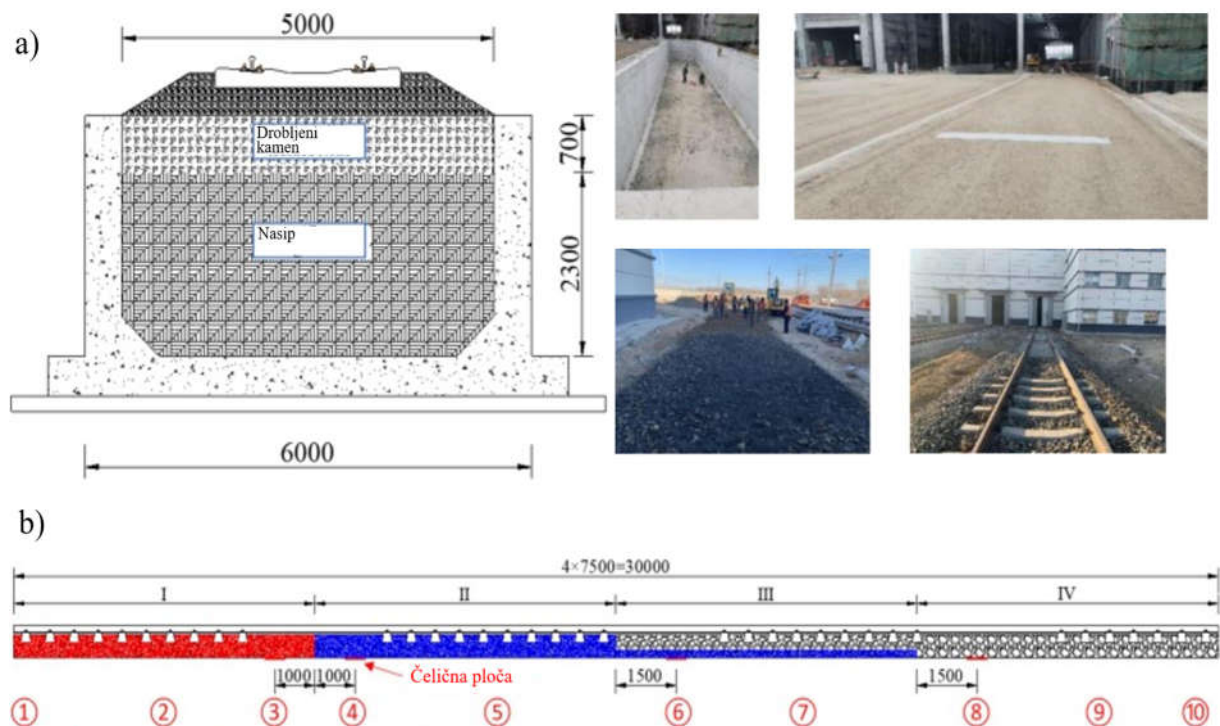 a)
5000
Drobljeni
kamen
700
Nasip
2300
6000
b)
4×7500=30000
I II III IV
1000 1000 Čelična ploča 1500 1500
① ② ③ ④ ⑤ ⑥ ⑦ ⑧ ⑨ ⑩